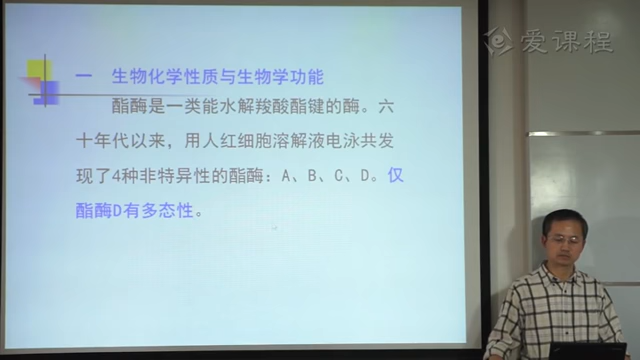 爱课程
一 生物化学性质与生物学功能
酯酶是一类能水解羧酸酯键的酶。六
十年代以来，用人红细胞溶解液电泳共发
现了4种非特异性的酯酶：A、B、C、D。仅
酯酶D有多态性。